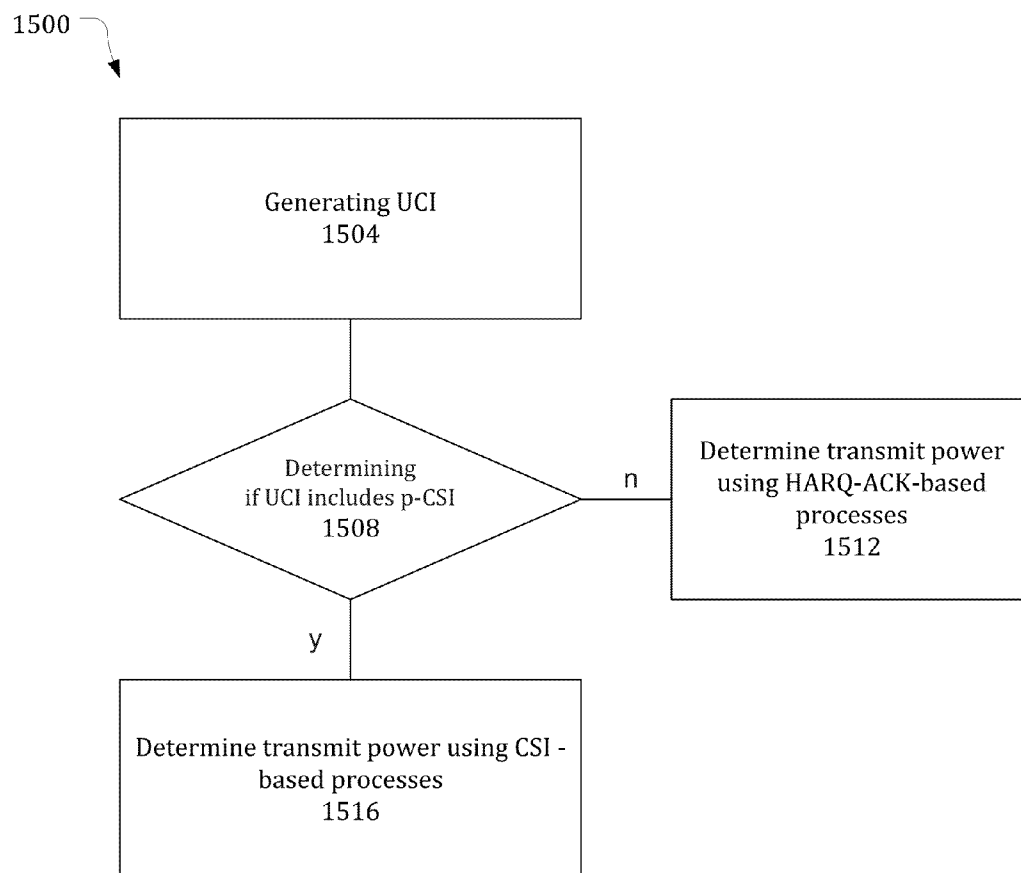 1500
Generating UCI
1504
Determining
if UCI includes p-CSI
1508
n
Determine transmit power
using HARQ-ACK-based
processes
1512
y
Determine transmit power using CSI -
based processes
1516